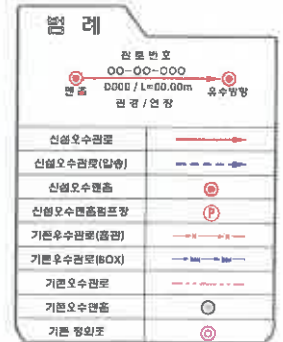 범 례
관로번호
00-00-000
D000 / L=00.00m
맨홀
유수방향
관경/연장
신설오수관로
신설오수관로(압송)
신설오수맨홀
신설오수맨홀펌프장
P
기존우수관로(흄관)
기존우수관로(BOX)
기존오수관로
기존오수맨홀
기존 정화조